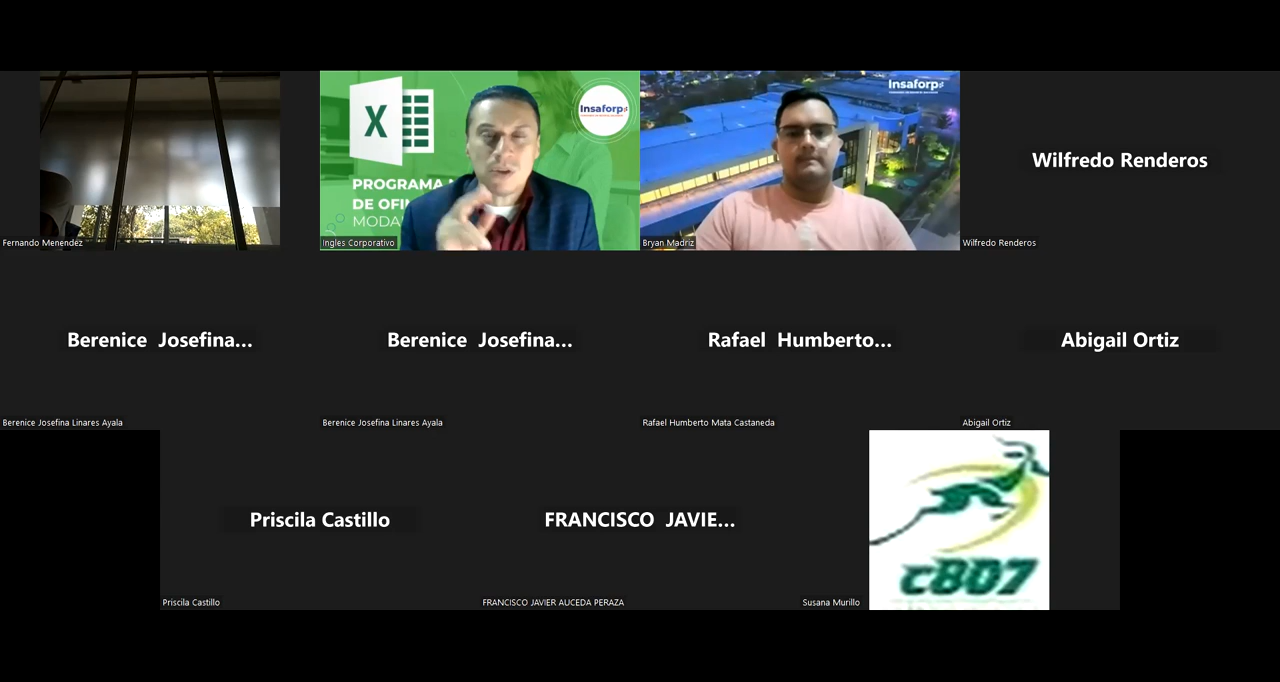 X
Insaforp
PROGRAMA
DE OFI
MODA
Insaforp
Wilfredo Renderos
Fernando Menendez
Ingles Corporativo
Bryan Madriz
Wilfredo Renderos
Berenice Josefina...
Berenice Josefina...
Rafael Humberto...
Abigail Ortiz
Berenice Josefina Linares Ayala
Berenice Josefina Linares Ayala
Rafael Humberto Mata Castaneda
Abigail Ortiz
Priscila Castillo
FRANCISCO JAVIE...
cBO7
Priscila Castillo
FRANCISCO JAVIER AUCEDA PERAZA
Susana Murillo